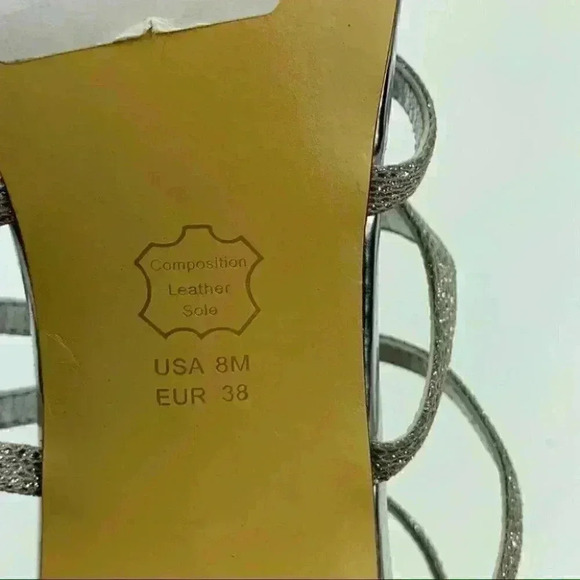 Composition
Leather
Sole
USA 8M
EUR 38